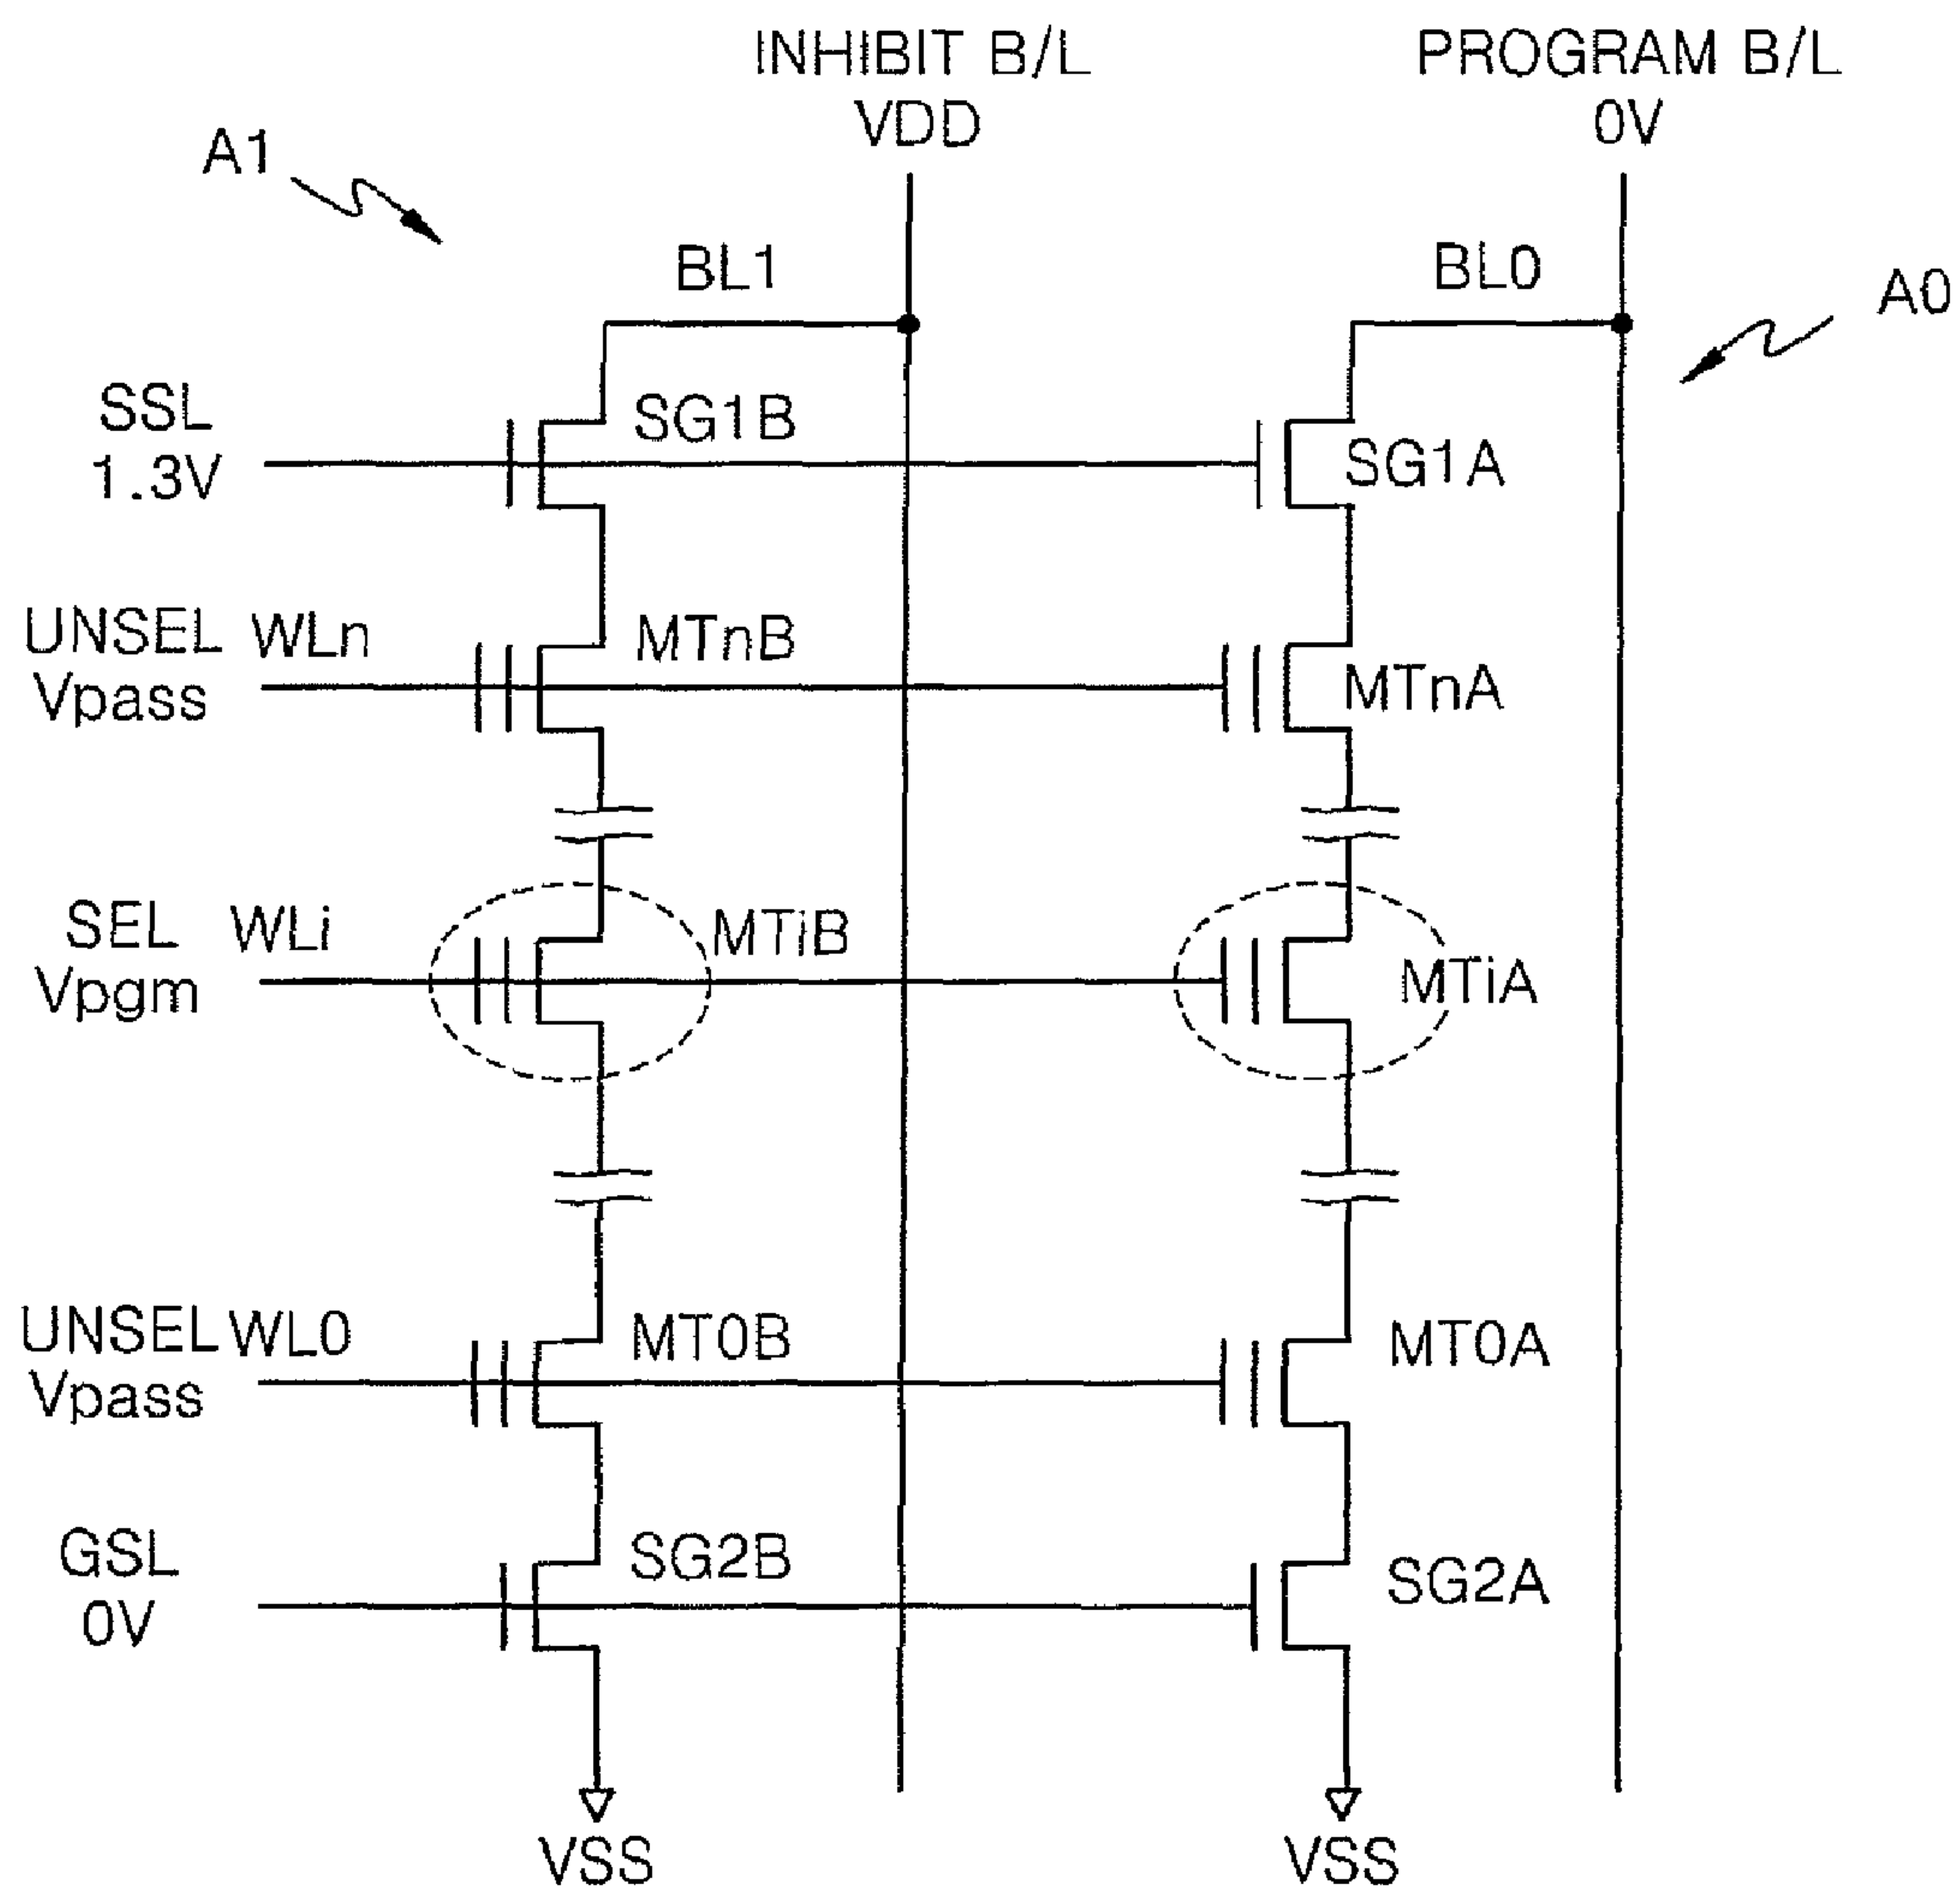 INHIBIT B/L
VDD
PROGRAM B/L
0V
A1
BL1
BL0
A0
SSL
1.3V
SG1B
SG1A
UNSEL WLn
Vpass
MTnB
MTnA
SEL WLi
Vpgm
MTiB
MTiA
UNSEL WL0
Vpass
MT0B
MT0A
GSL
0V
SG2B
SG2A
VSS
VSS